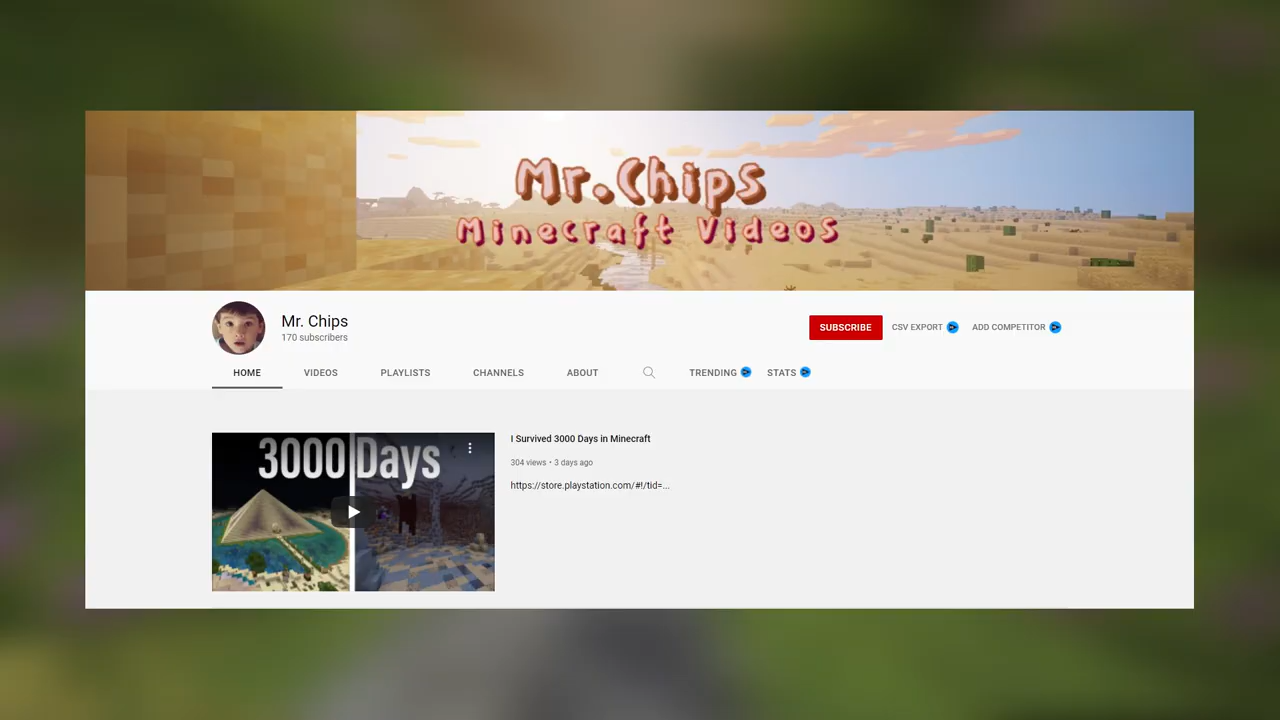 Mr.Chips
Minecraft Videos
Mr. Chips
170 subscribers
SUBSCRIBE CSV EXPORT ADD COMPETITOR
HOME VIDEOS PLAYLISTS CHANNELS ABOUT TRENDING STATS
3000 Days
I Survived 3000 Days in Minecraft
304 views • 3 days ago
https://store.playstation.com/#!/tid=...